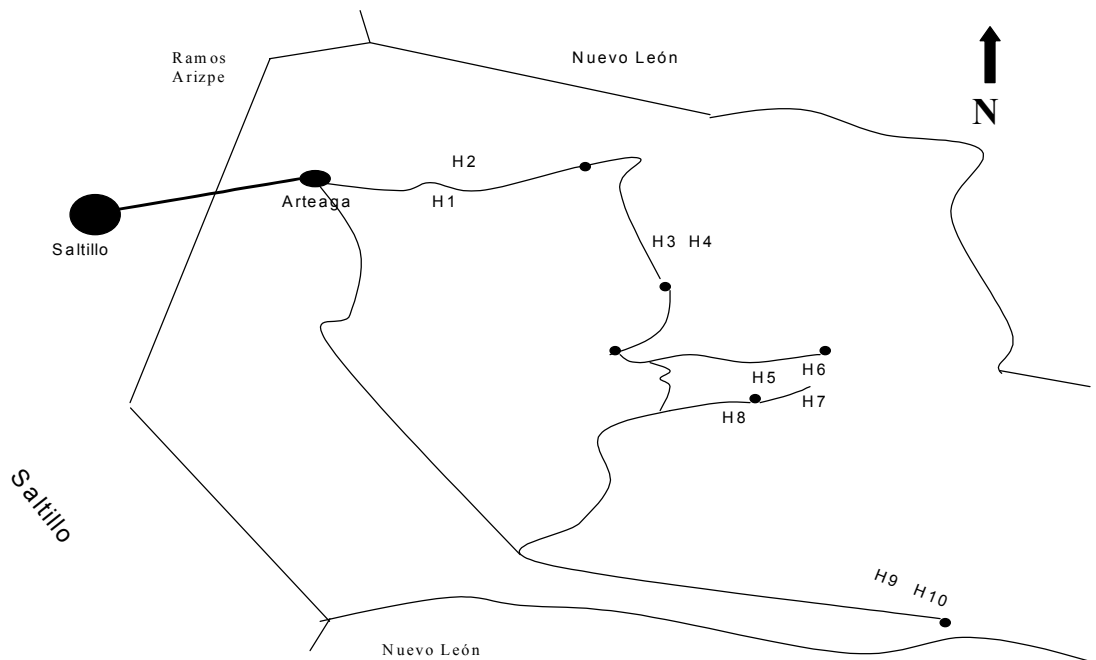 Ramos
Arizpe
Nuevo León
N
H2
Arteaga
H1
Saltillo
H3 H4
H6
H5
H7
H8
Saltillo
H9 H10
Nuevo León